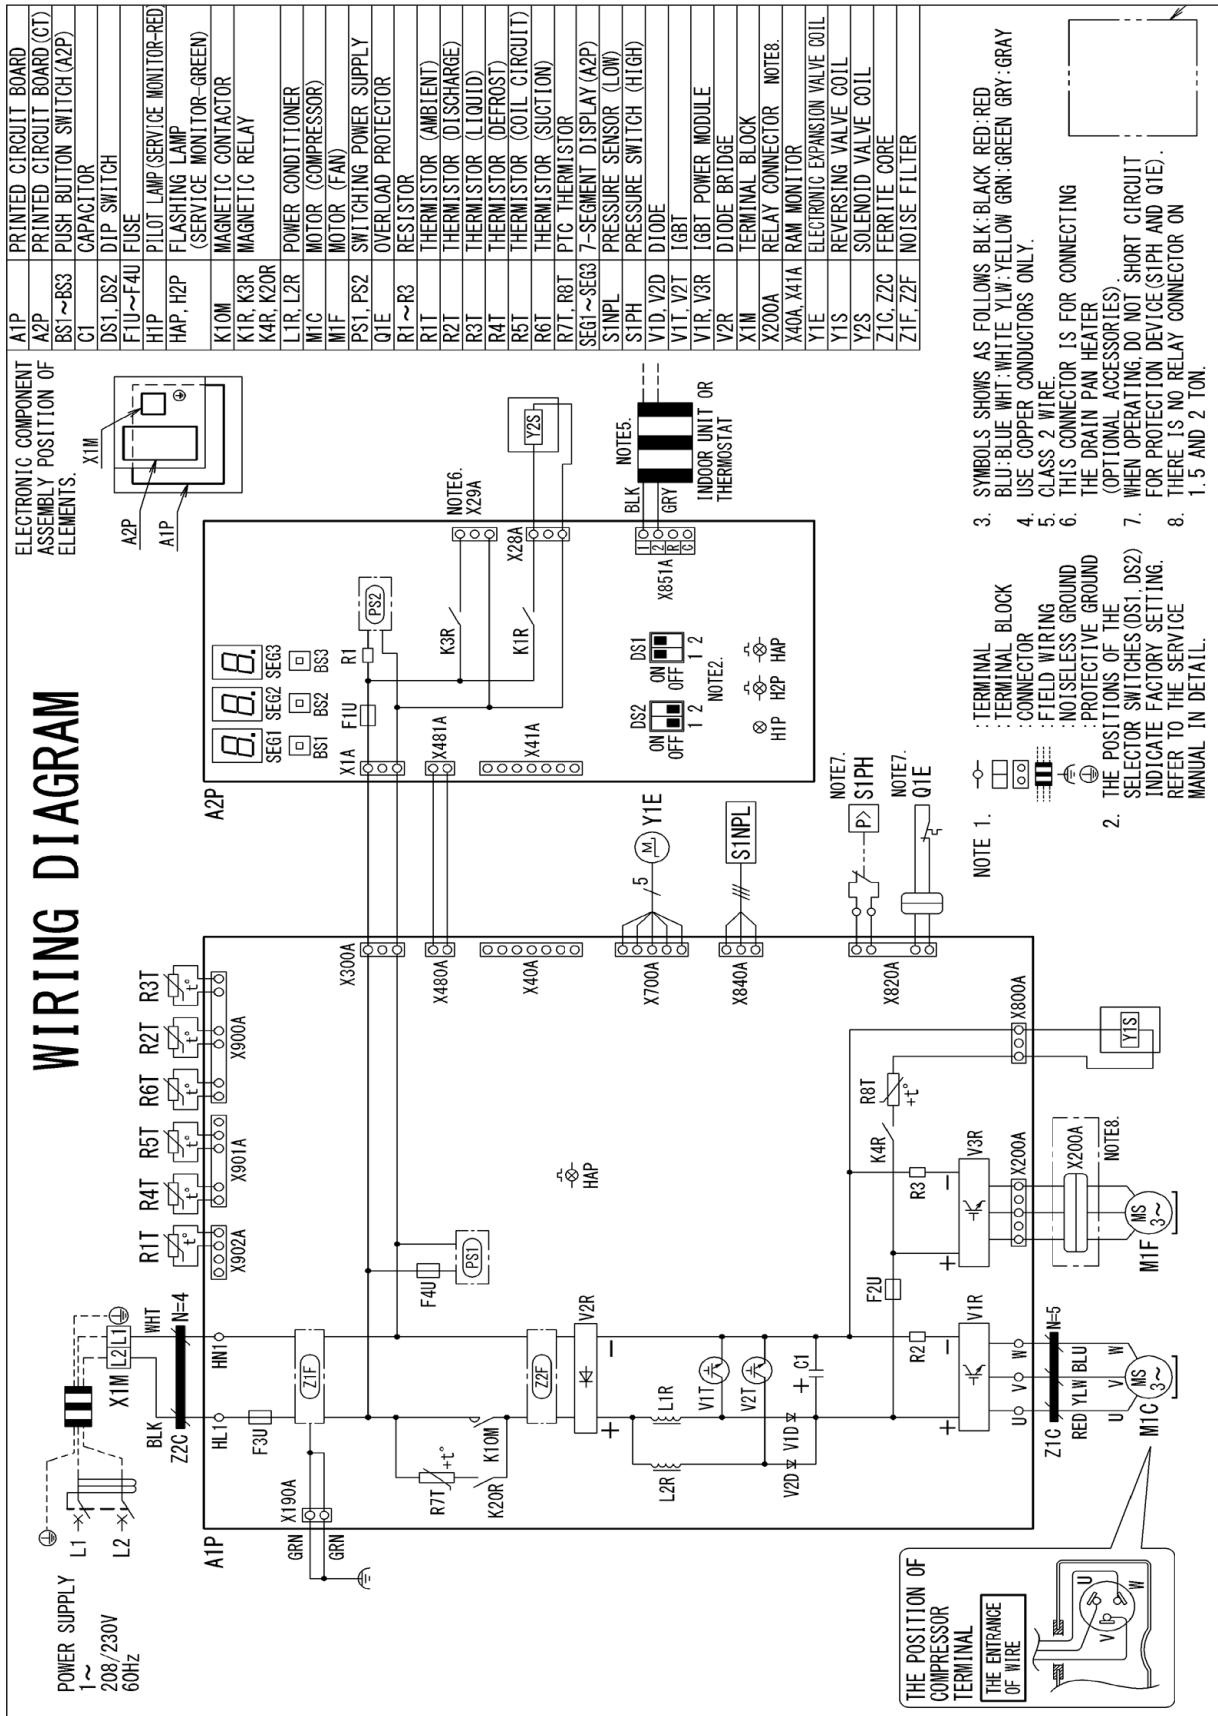 WIRING DIAGRAM
POWER SUPPLY
1~
208/230V
60Hz
L1
L2
X1M
L2 L1
BLK
WHT
Z2C
N=4
HL1
HN1
A1P
R1T
R4T
R5T
R6T
R2T
R3T
t°
t°
t°
t°
t°
t°
X902A
X901A
X900A
F3U
Z1F
X190A
GRN
GRN
F4U
PS1
HAP
R7T
+t°
K20R
K10M
Z2F
V2R
L2R
L1R
V1T
V2T
V2D
V1D
C1
F2U
R2
R3
K4R
R8T
+t°
V1R
V3R
U
V
W
X200A
X200A
NOTE8.
Z1C
N=5
RED
YLW
BLU
U
V
W
M1C
MS
3~
M1F
MS
3~
X800A
Y1S
X300A
X480A
X40A
X700A
X840A
X820A
5
M
Y1E
S1NPL
NOTE7.
P>
S1PH
NOTE7.
Q1E
A2P
SEG1
SEG2
SEG3
BS1
BS2
BS3
X1A
F1U
R1
PS2
X481A
X41A
K3R
K1R
NOTE6.
X29A
X28A
Y2S
DS2
DS1
ON
OFF
1 2
ON
OFF
1 2
NOTE2.
H1P
H2P
HAP
X851A
1
2
R
C
BLK
GRY
NOTE5.
INDOOR UNIT OR
THERMOSTAT
ELECTRONIC COMPONENT
ASSEMBLY POSITION OF
ELEMENTS.
X1M
A2P
A1P
THE POSITION OF
COMPRESSOR
TERMINAL
THE ENTRANCE
OF WIRE
U
V
W
A1P PRINTED CIRCUIT BOARD
A2P PRINTED CIRCUIT BOARD(CT)
BS1~BS3 PUSH BUTTON SWITCH(A2P)
C1 CAPACITOR
DS1, DS2 DIP SWITCH
F1U~F4U FUSE
H1P PILOT LAMP(SERVICE MONITOR-RED)
HAP, H2P FLASHING LAMP
(SERVICE MONITOR-GREEN)
K10M MAGNETIC CONTACTOR
K1R, K3R MAGNETIC RELAY
K4R, K20R
L1R, L2R POWER CONDITIONER
M1C MOTOR (COMPRESSOR)
M1F MOTOR (FAN)
PS1, PS2 SWITCHING POWER SUPPLY
Q1E OVERLOAD PROTECTOR
R1~R3 RESISTOR
R1T THERMISTOR (AMBIENT)
R2T THERMISTOR (DISCHARGE)
R3T THERMISTOR (LIQUID)
R4T THERMISTOR (DEFROST)
R5T THERMISTOR (COIL CIRCUIT)
R6T THERMISTOR (SUCTION)
R7T, R8T PTC THERMISTOR
SEG1~SEG3 7-SEGMENT DISPLAY(A2P)
S1NPL PRESSURE SENSOR (LOW)
S1PH PRESSURE SWITCH (HIGH)
V1D, V2D DIODE
V1T, V2T IGBT
V1R, V3R IGBT POWER MODULE
V2R DIODE BRIDGE
X1M TERMINAL BLOCK
X200A RELAY CONNECTOR NOTE8.
X40A, X41A RAM MONITOR
Y1E ELECTRONIC EXPANSION VALVE COIL
Y1S REVERSING VALVE COIL
Y2S SOLENOID VALVE COIL
Z1C, Z2C FERRITE CORE
Z1F, Z2F NOISE FILTER
NOTE 1. :TERMINAL
:TERMINAL BLOCK
:CONNECTOR
:FIELD WIRING
:NOISELESS GROUND
:PROTECTIVE GROUND
2. THE POSITIONS OF THE
SELECTOR SWITCHES(DS1, DS2)
INDICATE FACTORY SETTING.
REFER TO THE SERVICE
MANUAL IN DETAIL.
3. SYMBOLS SHOWS AS FOLLOWS BLK:BLACK RED:RED
BLU:BLUE WHT:WHITE YLW:YELLOW GRN:GREEN GRY:GRAY
4. USE COPPER CONDUCTORS ONLY.
5. CLASS 2 WIRE.
6. THIS CONNECTOR IS FOR CONNECTING
THE DRAIN PAN HEATER
(OPTIONAL ACCESSORIES).
7. WHEN OPERATING, DO NOT SHORT CIRCUIT
FOR PROTECTION DEVICE(S1PH AND Q1E).
8. THERE IS NO RELAY CONNECTOR ON
1.5 AND 2 TON.